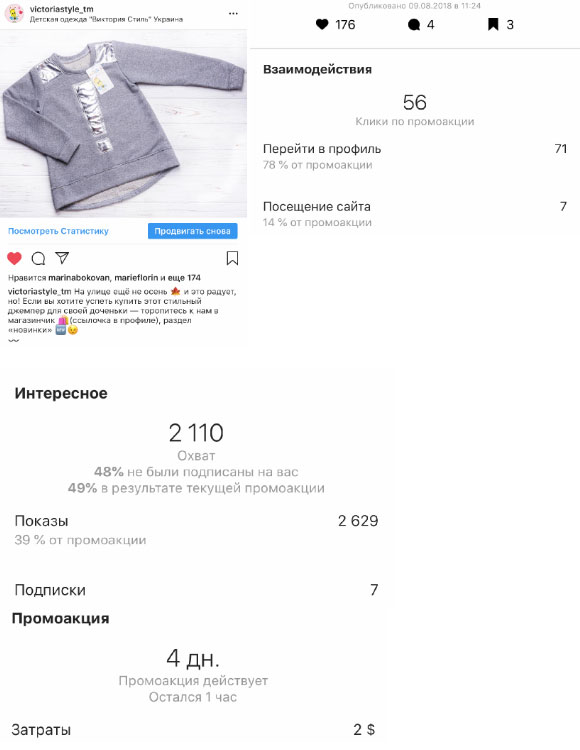 victoriastyle_tm
Детская одежда "Виктория Стиль" Украина
Посмотреть Статистику
Продвигать снова
Нравится marinabokovan, marieflorin и еще 174
victoriastyle_tm На улице ещё не осень 🍁 и это радует,
но! Если вы хотите успеть купить этот стильный
джемпер для своей доченьки — торопитесь к нам в
магазинчик 🛍 (ссылочка в профиле), раздел
«новинки» 🆕😉
Опубликовано 09.08.2018 в 11:24
176
4
3
Взаимодействия
56
Клики по промоакции
Перейти в профиль 71
78 % от промоакции
Посещение сайта 7
14 % от промоакции
Интересное
2 110
Охват
48% не были подписаны на вас
49% в результате текущей промоакции
Показы 2 629
39 % от промоакции
Подписки 7
Промоакция
4 дн.
Промоакция действует
Остался 1 час
Затраты 2 $